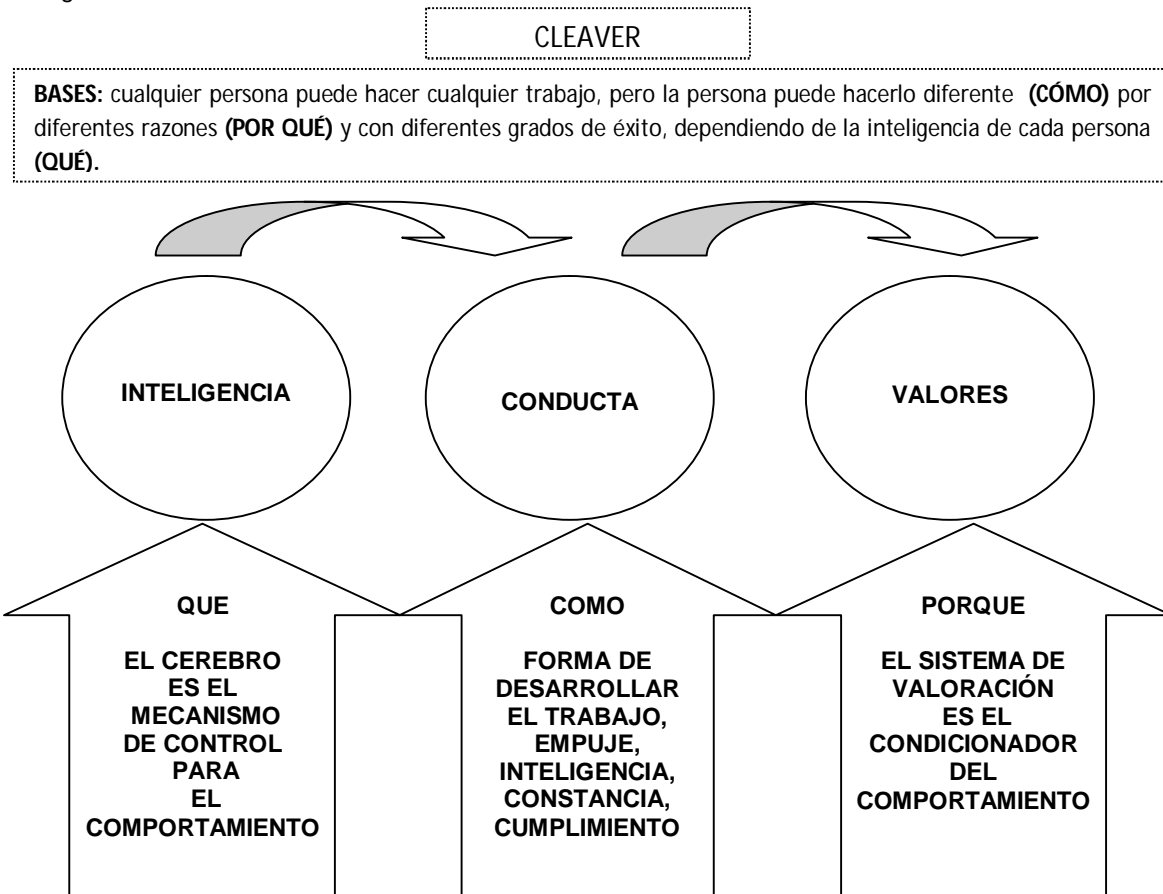 CLEAVER
BASES: cualquier persona puede hacer cualquier trabajo, pero la persona puede hacerlo diferente (CÓMO) por
diferentes razones (POR QUÉ) y con diferentes grados de éxito, dependiendo de la inteligencia de cada persona
(QUÉ).
INTELIGENCIA
CONDUCTA
VALORES
QUE
EL CEREBRO
ES EL
MECANISMO
DE CONTROL
PARA
EL
COMPORTAMIENTO
COMO
FORMA DE
DESARROLLAR
EL TRABAJO,
EMPUJE,
INTELIGENCIA,
CONSTANCIA,
CUMPLIMIENTO
PORQUE
EL SISTEMA DE
VALORACIÓN
ES EL
CONDICIONADOR
DEL
COMPORTAMIENTO